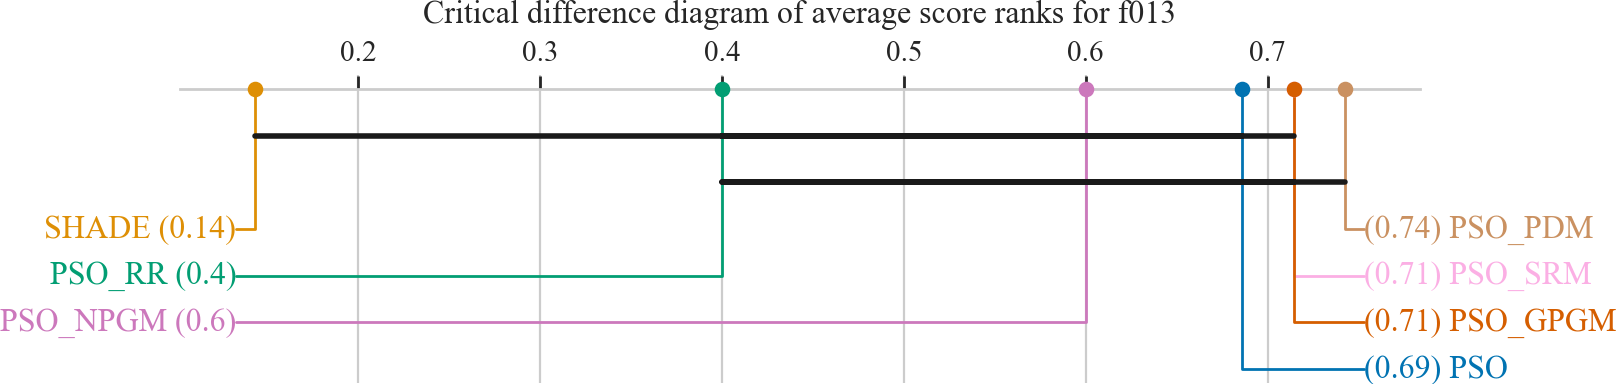 Critical difference diagram of average score ranks for f013
0.2 0.3 0.4 0.5 0.6 0.7
SHADE (0.14)
PSO_RR (0.4)
PSO_NPGM (0.6)
(0.74) PSO_PDM
(0.71) PSO_SRM
(0.71) PSO_GPGM
(0.69) PSO